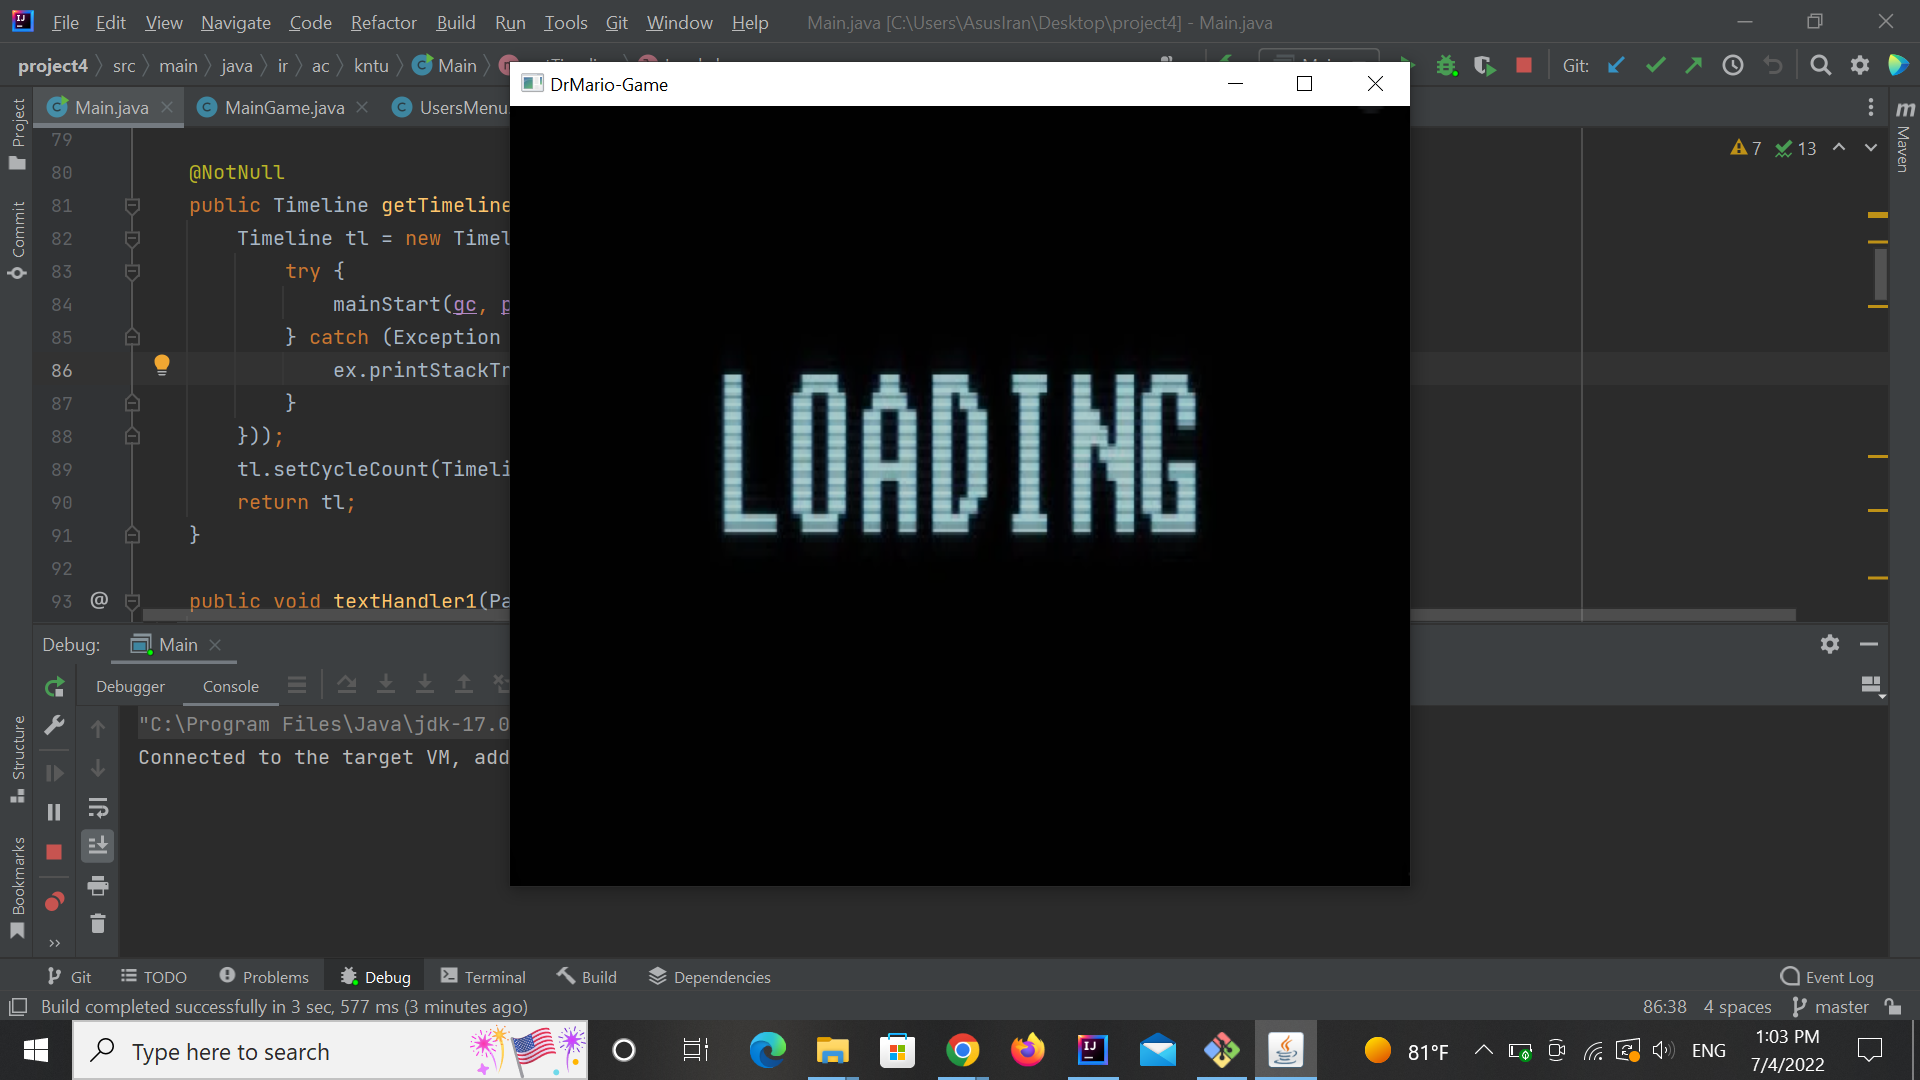 File Edit View Navigate Code Refactor Build Run Tools Git Window Help Main.java [C:\Users\AsusIran\Desktop\project4] - Main.java
project4 src main java ir ac kntu Main Git:
DrMario-Game
Main.java MainGame.java UsersMenu
79
80 @NotNull
7 13
81 public Timeline getTimeline
82 Timeline tl = new Timel
83 try {
84 mainStart(gc, p
85 } catch (Exception
86 ex.printStackTr
87 }
88 }));
89 tl.setCycleCount(Timeli
90 return tl;
91 }
92
93 @ public void textHandler1(Pa
LOADING
Project
Commit
Structure
Bookmarks
Maven
Debug: Main
Debugger Console
"C:\Program Files\Java\jdk-17.0
Connected to the target VM, add
Git TODO Problems Debug Terminal Build Dependencies Event Log
Build completed successfully in 3 sec, 577 ms (3 minutes ago) 86:38 4 spaces master
Type here to search 81°F ENG 1:03 PM
7/4/2022